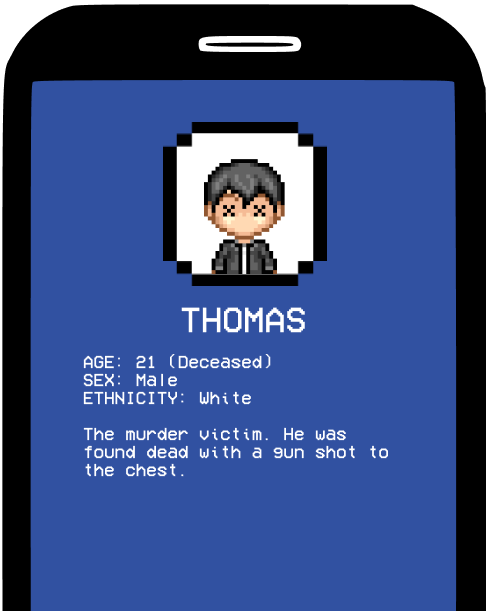 THOMAS
AGE: 21 (Deceased)
SEX: Male
ETHNICITY: White
The murder victim. He was
found dead with a gun shot to
the chest.